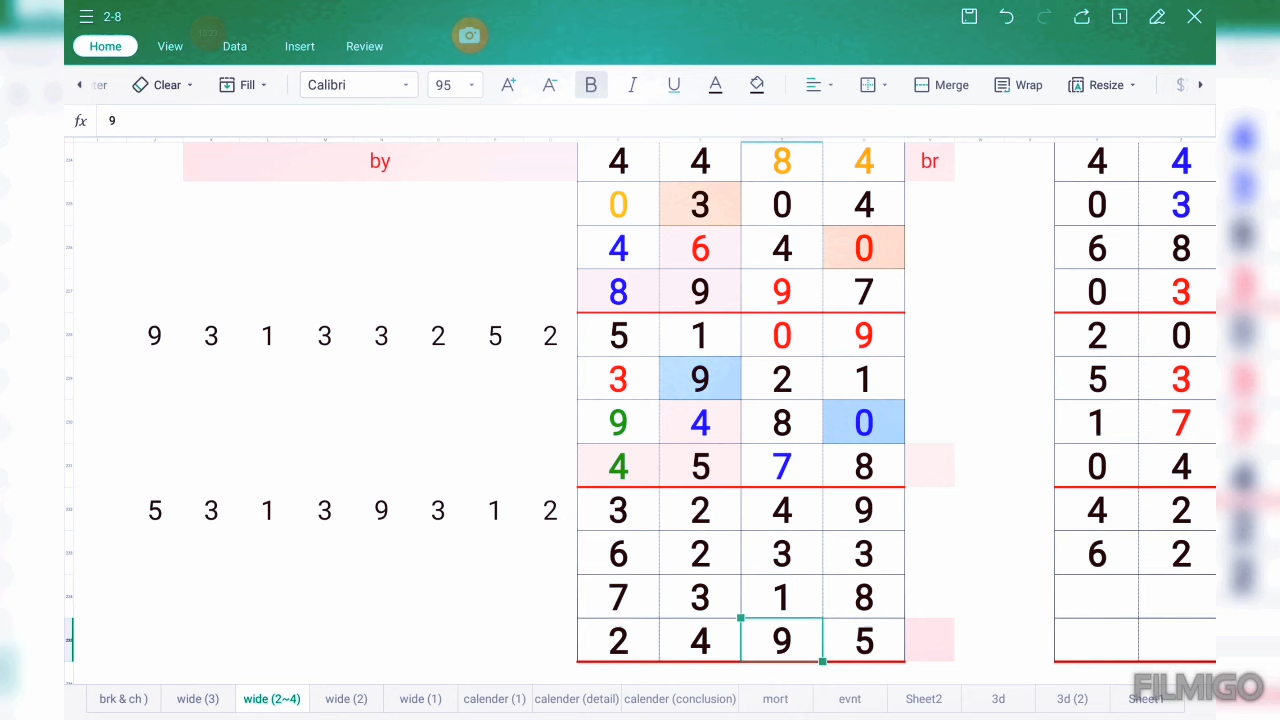 2-8
1
Home View Data Insert Review
ter Clear Fill Calibri 95 A+ A- B I U A Merge Wrap Resize $
fx 9
by 4 4 8 4 br 4 4
0 3 0 4 0 3
4 6 4 0 6 8
8 9 9 7 0 3
9 3 1 3 3 2 5 2 5 1 0 9 2 0
3 9 2 1 5 3
9 4 8 0 1 7
4 5 7 8 0 4
5 3 1 3 9 3 1 2 3 2 4 9 4 2
6 2 3 3 6 2
7 3 1 8
2 4 9 5
brk & ch ) wide (3) wide (2~4) wide (2) wide (1) calender (1) calender (detail) calender (conclusion) mort evnt Sheet2 3d 3d (2) Sheet1
FILMIGO